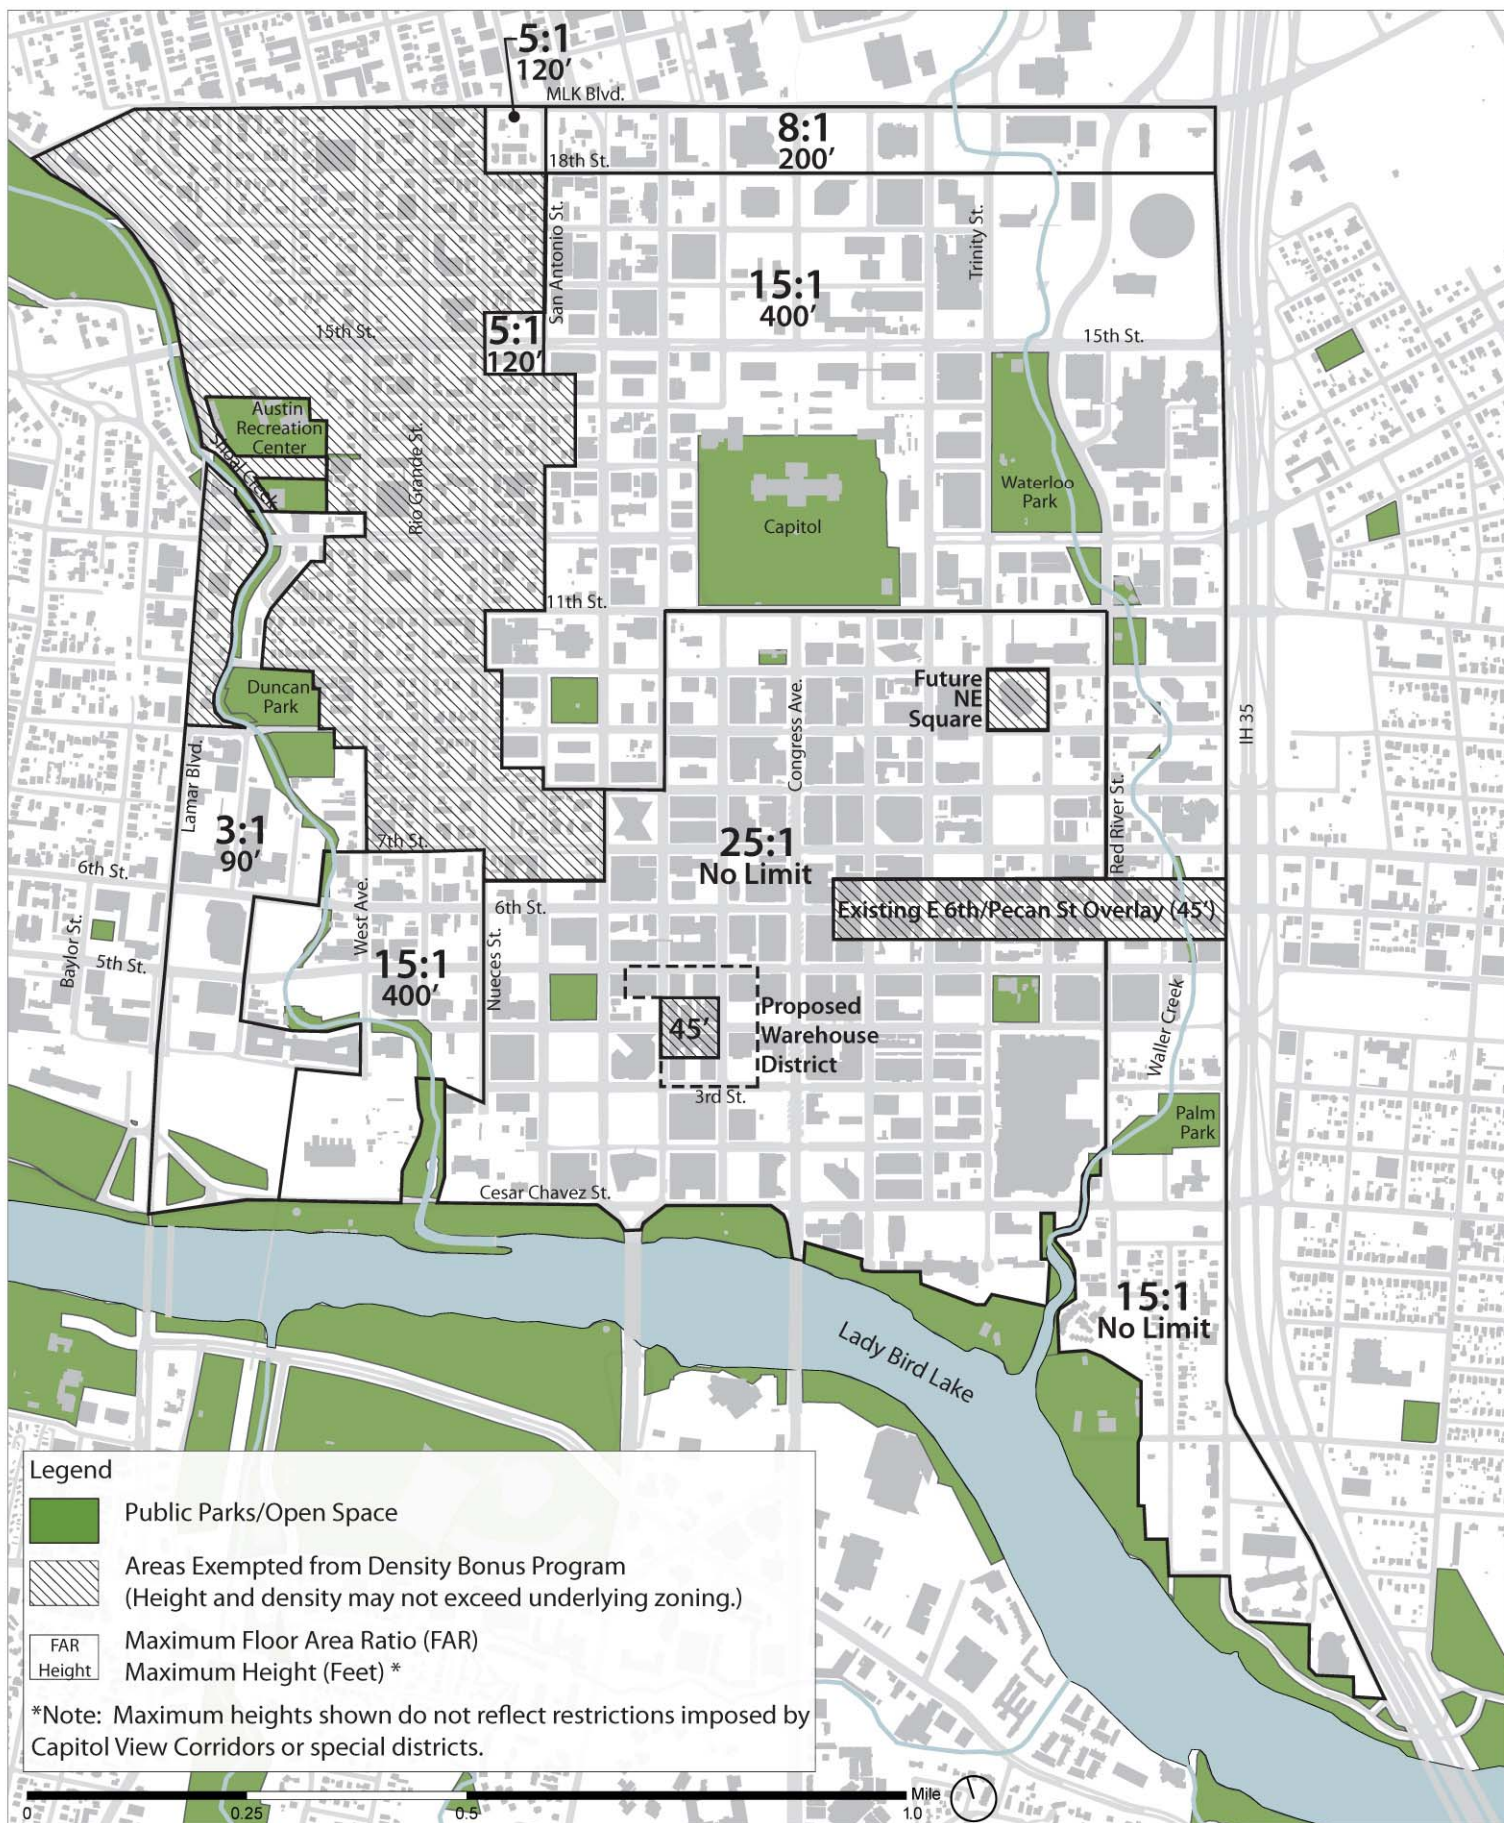 5:1
120′
MLK Blvd.
8:1
200′
18th St.
San Antonio St.
Trinity St.
15:1
400′
15th St.
5:1
120′
15th St.
Austin
Recreation
Center
Shoal Creek
Rio Grande St.
Waterloo
Park
Capitol
11th St.
Duncan
Park
Future
NE
Square
Congress Ave.
IH 35
Lamar Blvd.
Red River St.
3:1
90′
7th St.
25:1
No Limit
6th St.
West Ave.
6th St.
Existing E 6th/Pecan St Overlay (45′)
Baylor St.
5th St.
15:1
400′
Nueces St.
45′
Proposed
Warehouse
District
Waller Creek
3rd St.
Palm
Park
Cesar Chavez St.
15:1
No Limit
Lady Bird Lake
Legend
Public Parks/Open Space
Areas Exempted from Density Bonus Program
(Height and density may not exceed underlying zoning.)
FAR
Height
Maximum Floor Area Ratio (FAR)
Maximum Height (Feet) *
*Note: Maximum heights shown do not reflect restrictions imposed by
Capitol View Corridors or special districts.
0 0.25 0.5 1.0 Mile